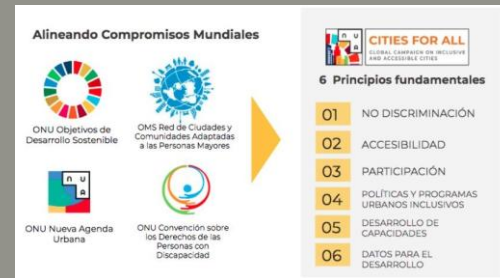 Alineando Compromisos Mundiales
ONU Objetivos de
Desarrollo Sostenible
OMS Red de Ciudades y
Comunidades Adaptadas
a las Personas Mayores
N U
A
ONU Nueva Agenda
Urbana
ONU Convención sobre
los Derechos de las
Personas con
Discapacidad
N U
A
CITIES FOR ALL
GLOBAL CAMPAIGN ON INCLUSIVE
AND ACCESSIBLE CITIES
6 Principios fundamentales
01 NO DISCRIMINACIÓN
02 ACCESIBILIDAD
03 PARTICIPACIÓN
04 POLÍTICAS Y PROGRAMAS
URBANOS INCLUSIVOS
05 DESARROLLO DE
CAPACIDADES
06 DATOS PARA EL
DESARROLLO